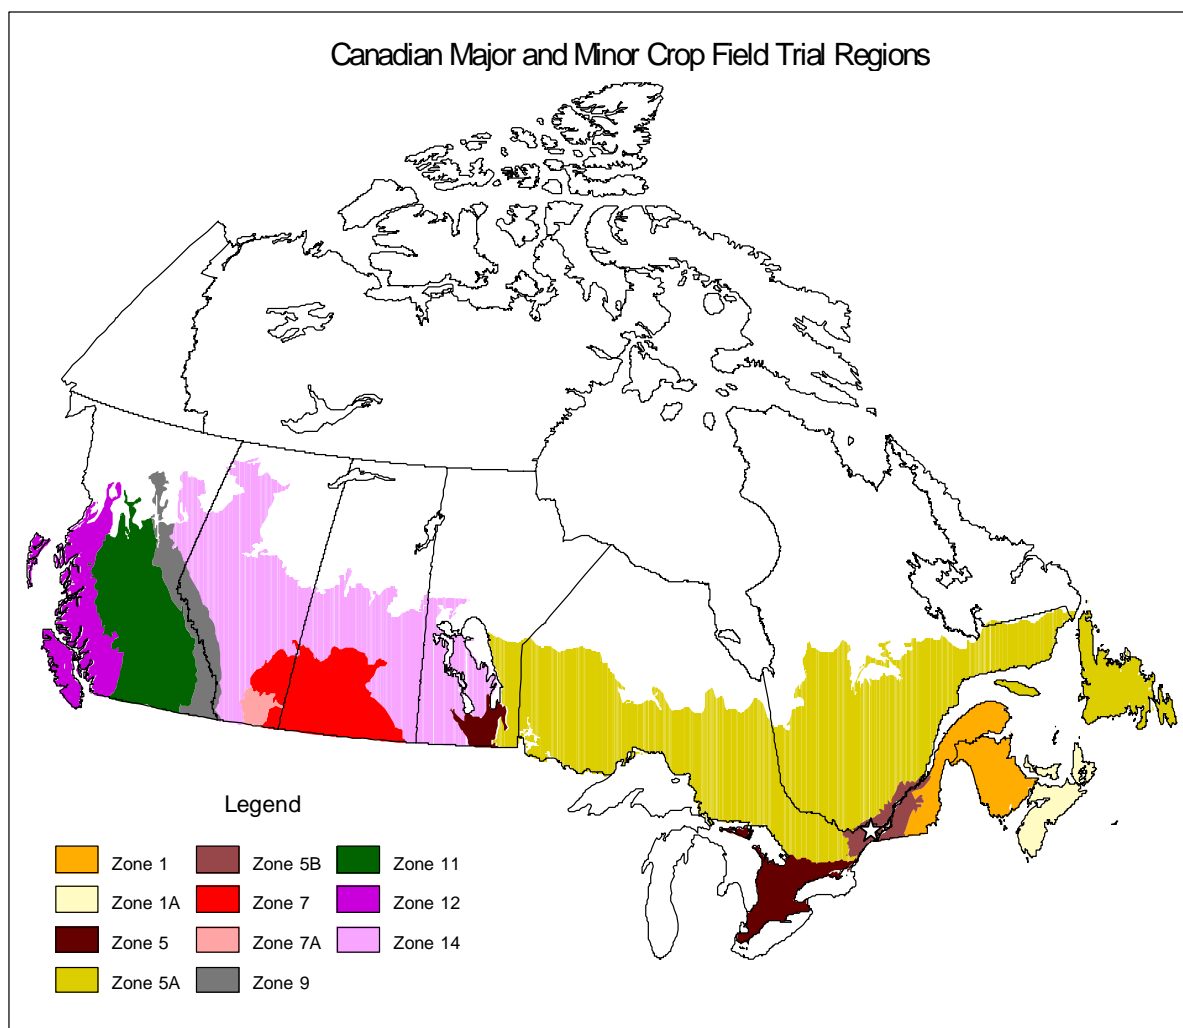 Canadian Major and Minor Crop Field Trial Regions
Legend
Zone 1
Zone 5B
Zone 11
Zone 1A
Zone 7
Zone 12
Zone 5
Zone 7A
Zone 14
Zone 5A
Zone 9